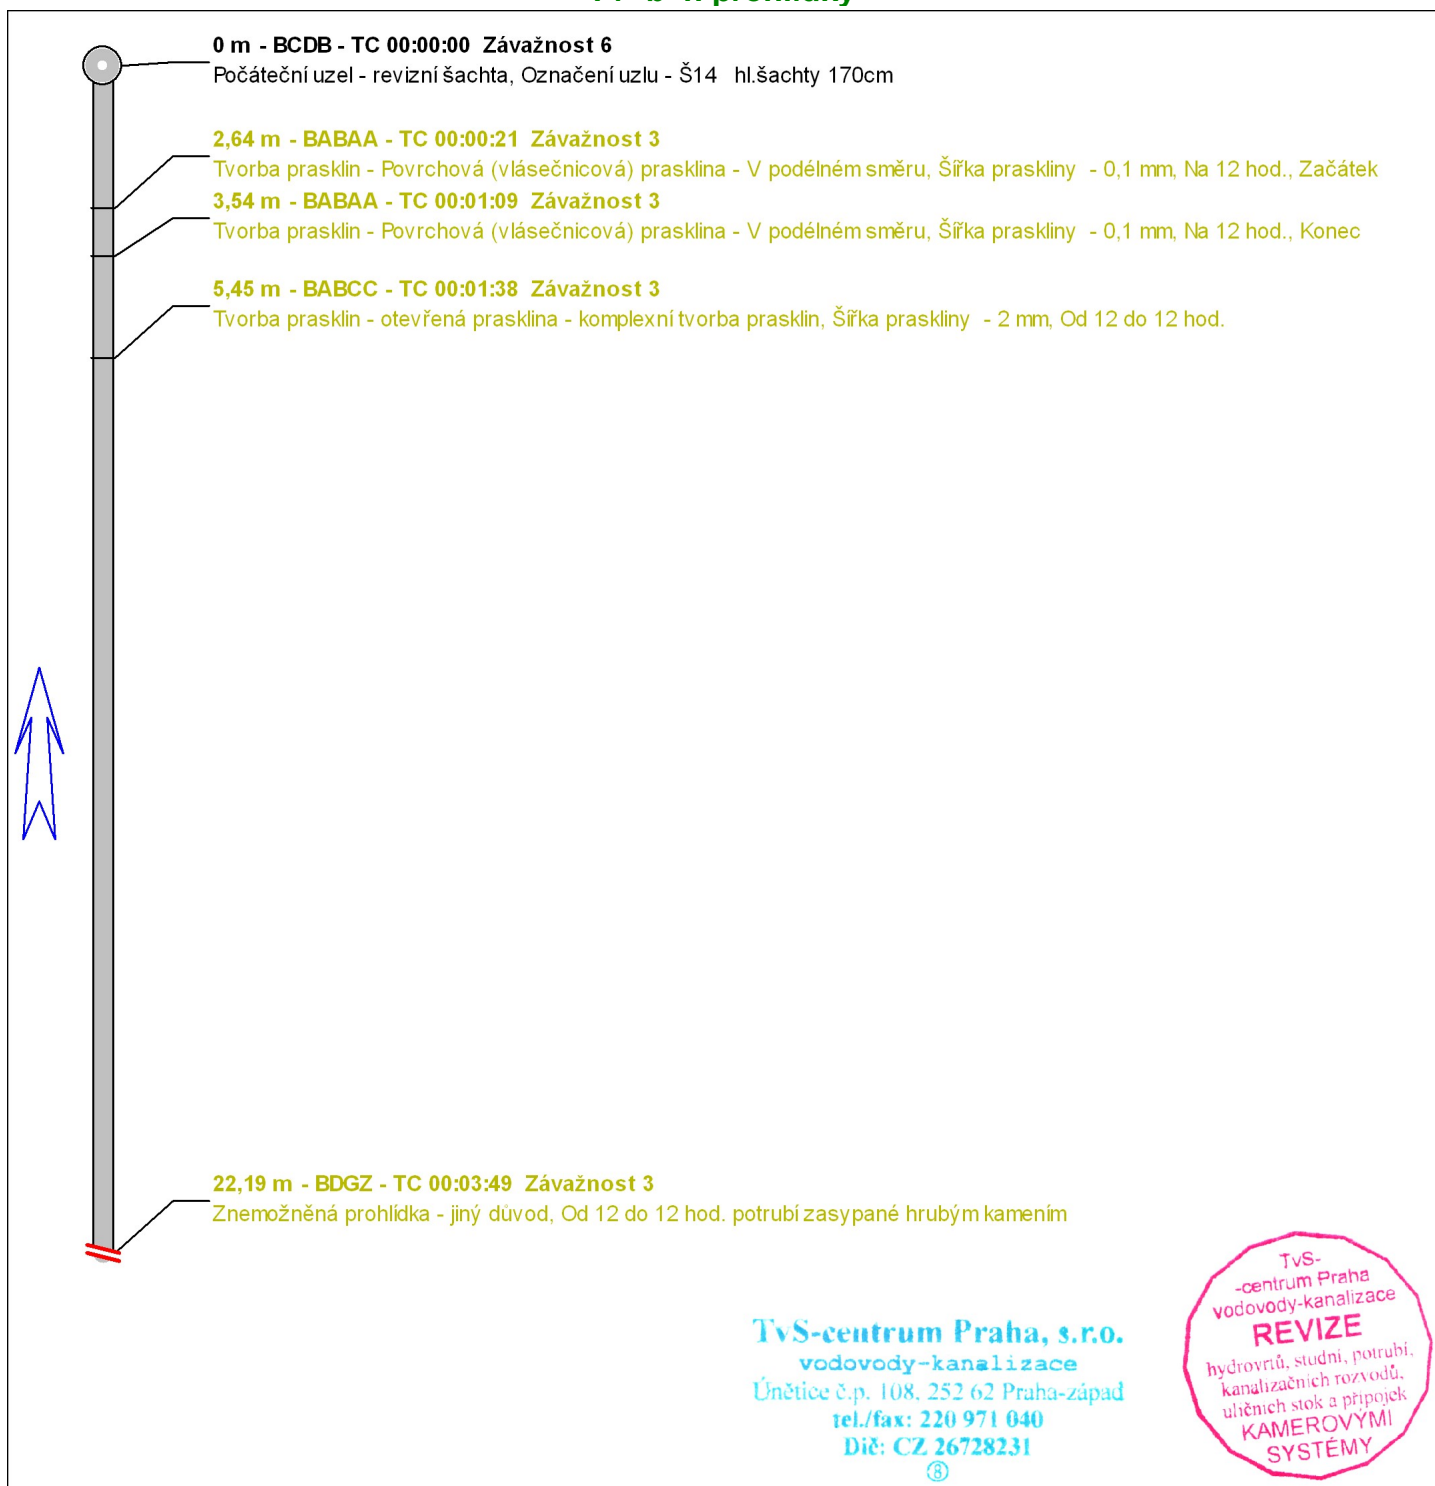 0 m - BCDB - TC 00:00:00 Závažnost 6
Počáteční uzel - revizní šachta, Označení uzlu - Š14 hl.šachty 170cm
2,64 m - BABAA - TC 00:00:21 Závažnost 3
Tvorba prasklin - Povrchová (vlásečnicová) prasklina - V podélném směru, Šířka praskliny - 0,1 mm, Na 12 hod., Začátek
3,54 m - BABAA - TC 00:01:09 Závažnost 3
Tvorba prasklin - Povrchová (vlásečnicová) prasklina - V podélném směru, Šířka praskliny - 0,1 mm, Na 12 hod., Konec
5,45 m - BABCC - TC 00:01:38 Závažnost 3
Tvorba prasklin - otevřená prasklina - komplexní tvorba prasklin, Šířka praskliny - 2 mm, Od 12 do 12 hod.
22,19 m - BDGZ - TC 00:03:49 Závažnost 3
Znemožněná prohlídka - jiný důvod, Od 12 do 12 hod. potrubí zasypané hrubým kamením
TvS-centrum Praha, s.r.o.
vodovody-kanalizace
Únětice č.p. 108, 252 62 Praha-západ
tel./fax: 220 971 040
Dič: CZ 26728231
8
TvS-
-centrum Praha
vodovody-kanalizace
REVIZE
hydrovrtů, studní, potrubí,
kanalizačních rozvodů,
uličních stok a přípojek
KAMEROVÝMI
SYSTÉMY